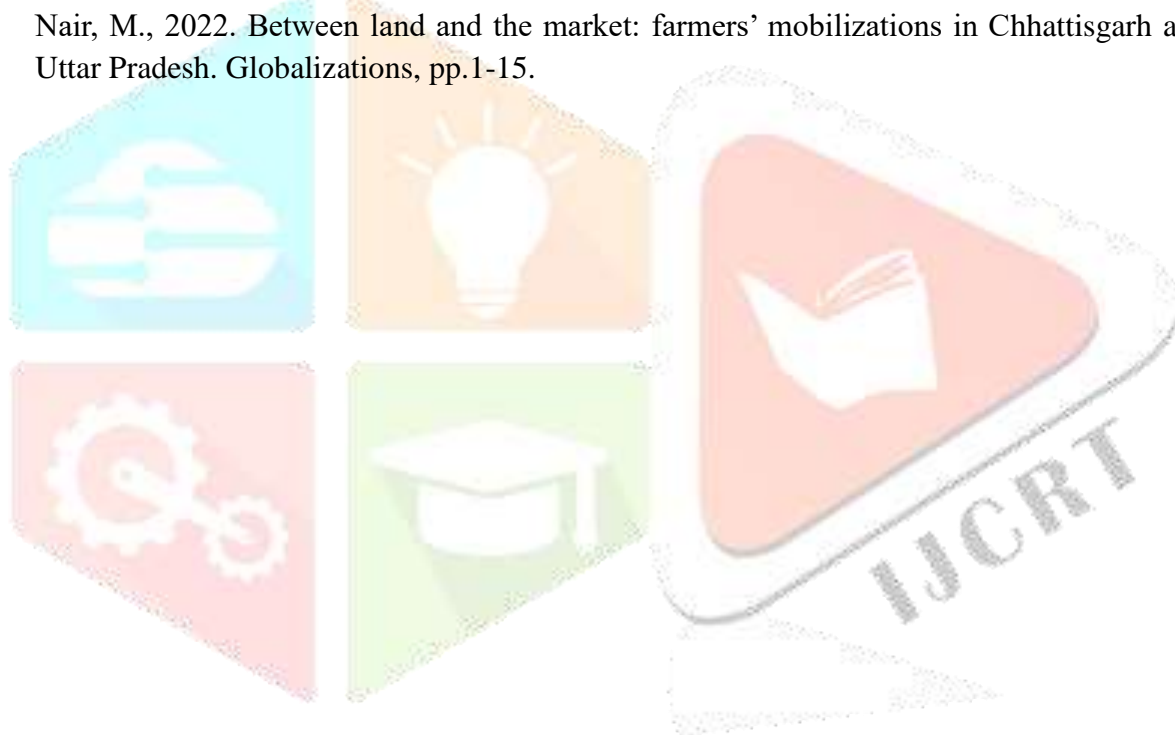 Nair, M., 2022. Between land and the market: farmers’ mobilizations in Chhattisgarh a
Uttar Pradesh. Globalizations, pp.1-15.
IJCRT